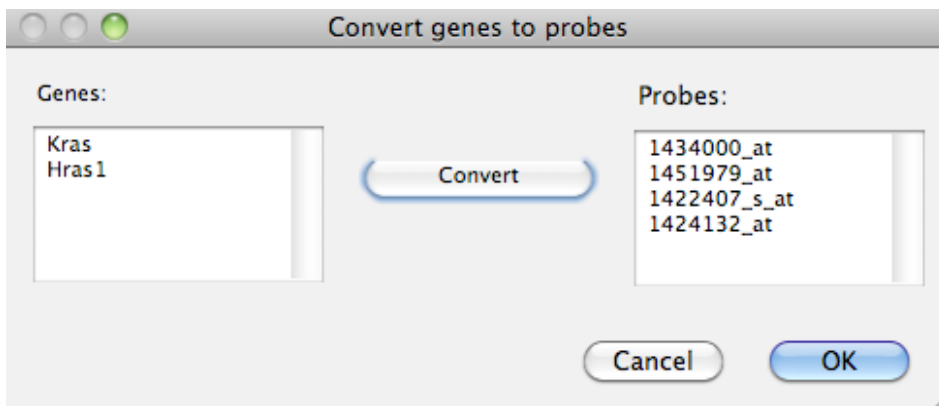 Convert genes to probes
Genes:
Kras
Hras1
Convert
Probes:
1434000_at
1451979_at
1422407_s_at
1424132_at
Cancel
OK